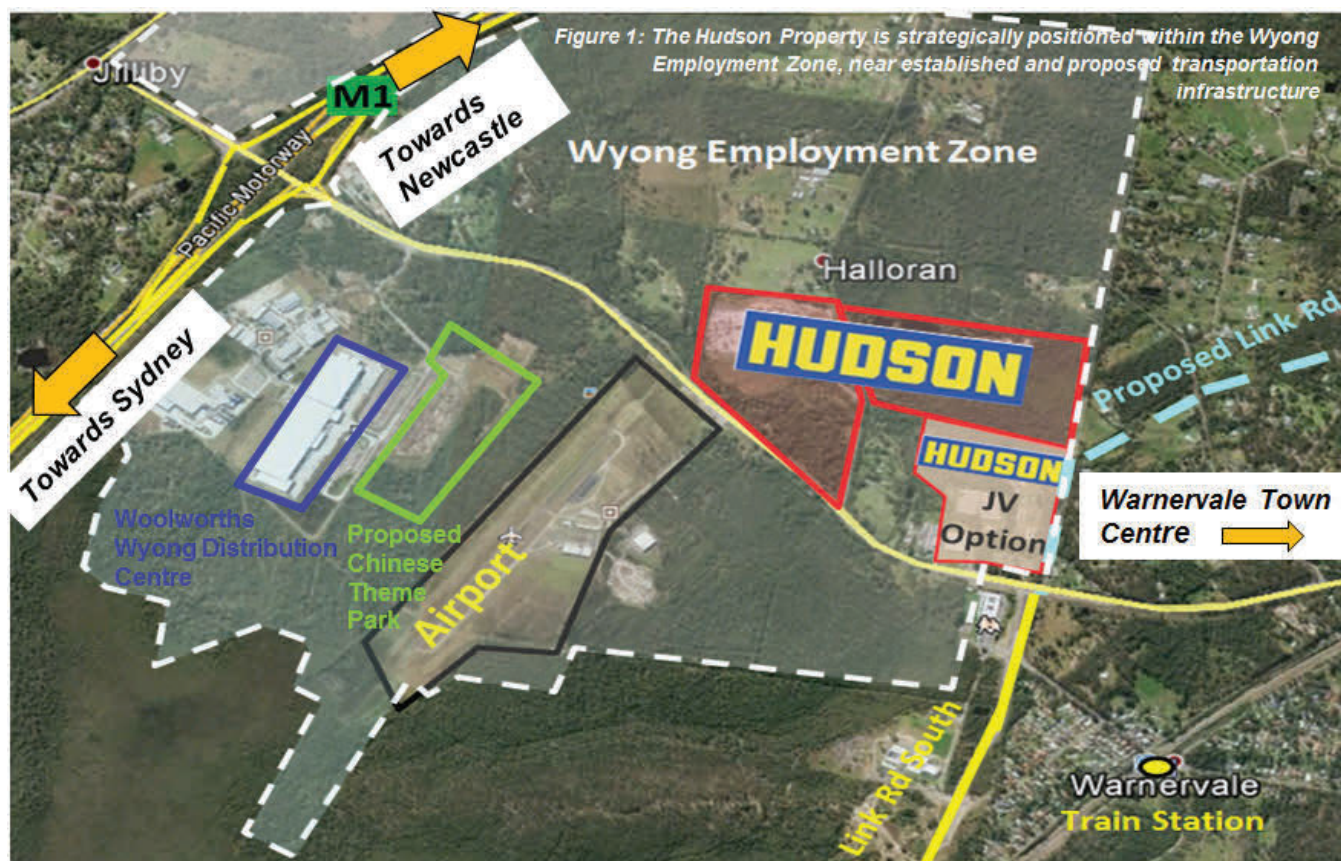 Figure 1: The Hudson Property is strategically positioned within the Wyong
Employment Zone, near established and proposed transportation
infrastructure
Jilliby
M1
Towards
Newcastle
Pacific Motorway
Wyong Employment Zone
Halloran
HUDSON
Proposed Link Rd
Towards Sydney
HUDSON
JV
Option
Warnervale Town
Centre
Woolworths
Wyong Distribution
Centre
Proposed
Chinese
Theme
Park
Airport
Link Rd South
Warnervale
Train Station